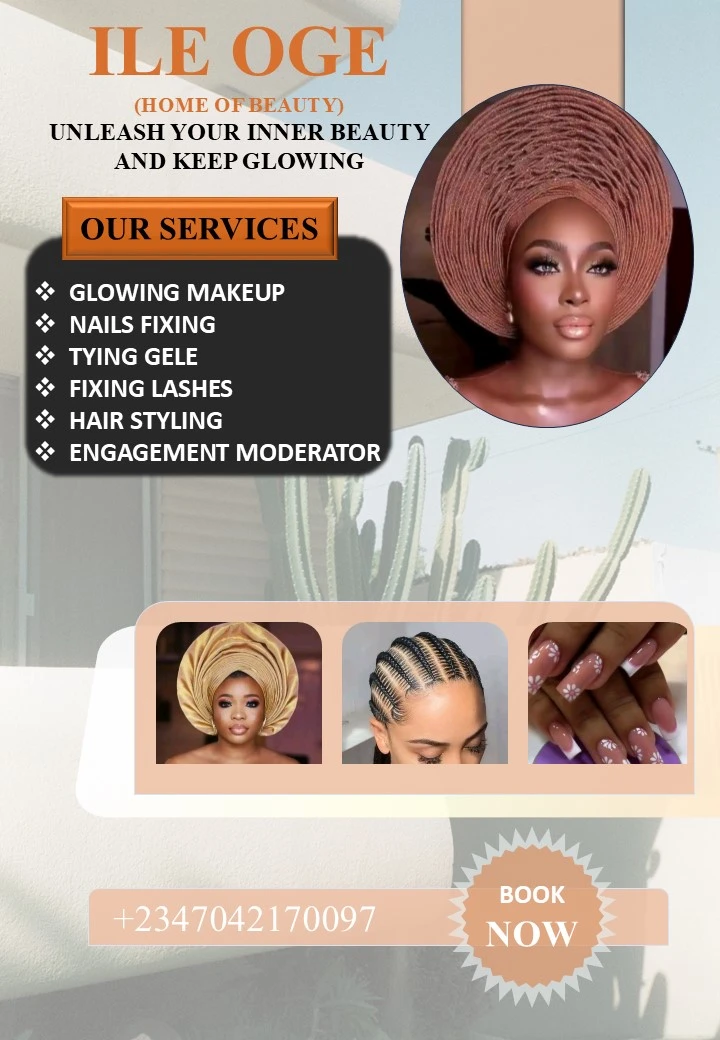 ILE OGE
(HOME OF BEAUTY)
UNLEASH YOUR INNER BEAUTY
AND KEEP GLOWING
OUR SERVICES
❖ GLOWING MAKEUP
❖ NAILS FIXING
❖ TYING GELE
❖ FIXING LASHES
❖ HAIR STYLING
❖ ENGAGEMENT MODERATOR
+2347042170097
BOOK
NOW